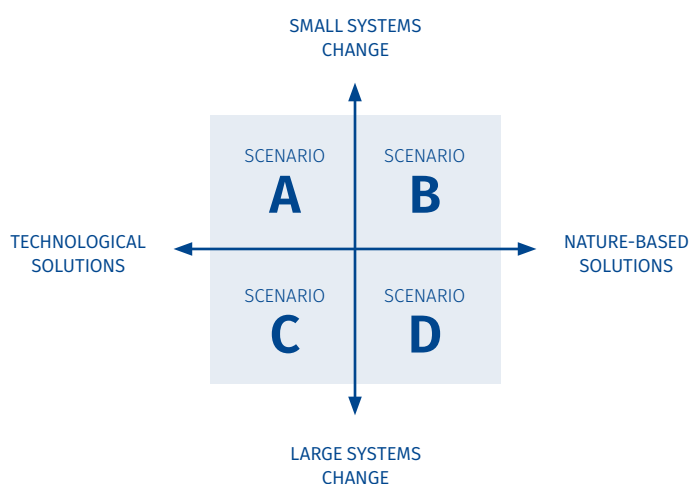 SMALL SYSTEMS
CHANGE
SCENARIO
A
SCENARIO
B
TECHNOLOGICAL
SOLUTIONS
NATURE-BASED
SOLUTIONS
SCENARIO
C
SCENARIO
D
LARGE SYSTEMS
CHANGE